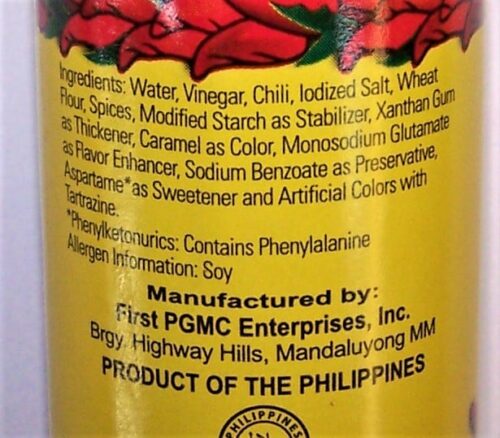 Ingredients: Water, Vinegar, Chili, Iodized Salt, Wheat
Flour, Spices, Modified Starch as Stabilizer, Xanthan Gum
as Thickener, Caramel as Color, Monosodium Glutamate
as Flavor Enhancer, Sodium Benzoate as Preservative,
Aspartame*as Sweetener and Artificial Colors with
Tartrazine.
*Phenylketonurics: Contains Phenylalanine
Allergen Information: Soy
Manufactured by:
First PGMC Enterprises, Inc.
Brgy. Highway Hills, Mandaluyong MM
PRODUCT OF THE PHILIPPINES
PHILIPPINES